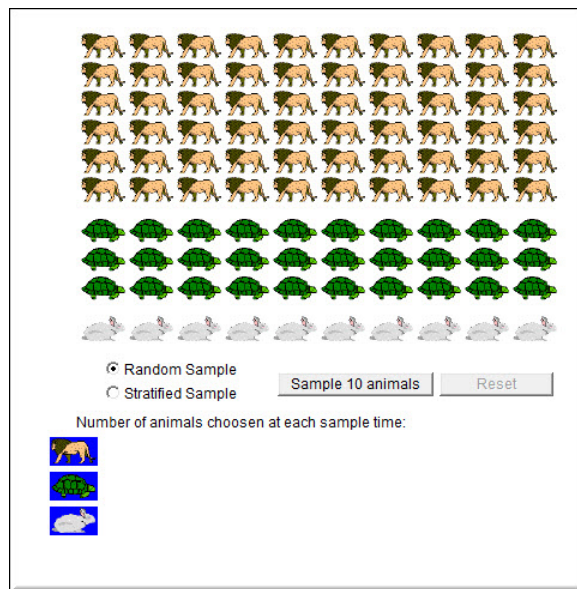 Random Sample
Stratified Sample
Sample 10 animals
Reset
Number of animals choosen at each sample time: